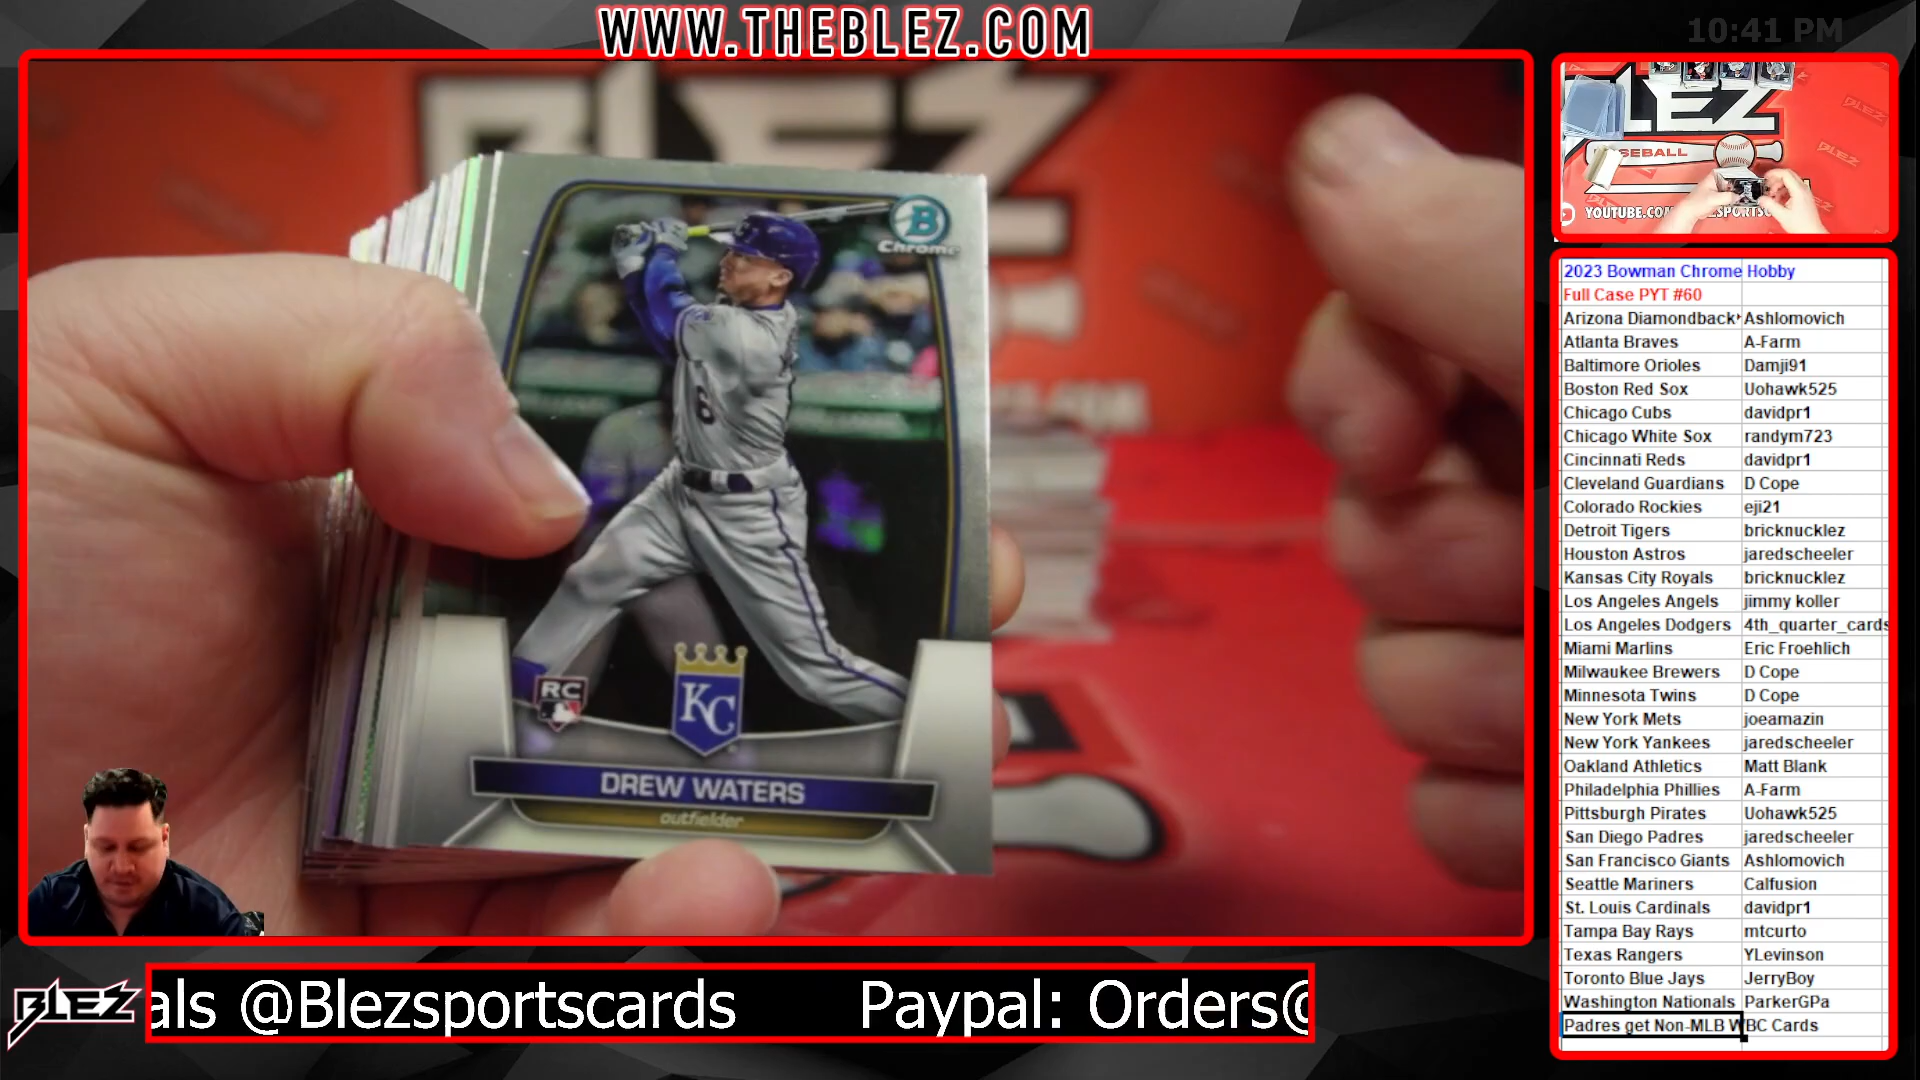 WWW.THEBLEZ.COM
10:41 PM
BLEZ
B
Chrome
6
RC
KC
DREW WATERS
outfielder
LEZ
SEBALL
BLEZ
YOUTUBE.CO
2023 Bowman Chrome Hobby
Full Case PYT #60
Arizona Diamondback Ashlomovich
Atlanta Braves A-Farm
Baltimore Orioles Damji91
Boston Red Sox Uohawk525
Chicago Cubs davidpr1
Chicago White Sox randym723
Cincinnati Reds davidpr1
Cleveland Guardians D Cope
Colorado Rockies eji21
Detroit Tigers bricknucklez
Houston Astros jaredscheeler
Kansas City Royals bricknucklez
Los Angeles Angels jimmy koller
Los Angeles Dodgers 4th_quarter_cards
Miami Marlins Eric Froehlich
Milwaukee Brewers D Cope
Minnesota Twins D Cope
New York Mets joeamazin
New York Yankees jaredscheeler
Oakland Athletics Matt Blank
Philadelphia Phillies A-Farm
Pittsburgh Pirates Uohawk525
San Diego Padres jaredscheeler
San Francisco Giants Ashlomovich
Seattle Mariners Calfusion
St. Louis Cardinals davidpr1
Tampa Bay Rays mtcurto
Texas Rangers YLevinson
Toronto Blue Jays JerryBoy
Washington Nationals ParkerGPa
Padres get Non-MLB WBC Cards
BLEZ
als @Blezsportscards Paypal: Orders@